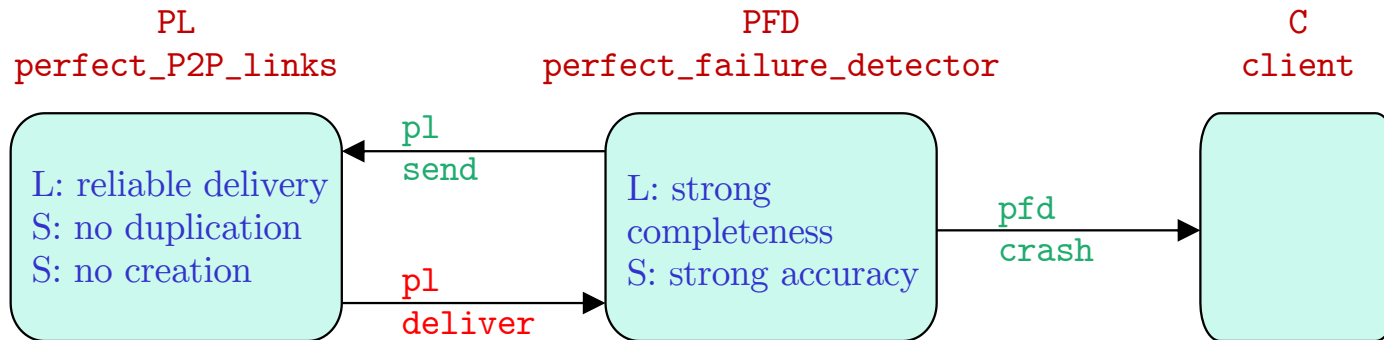 PL
perfect_P2P_links
PFD
perfect_failure_detector
C
client
L: reliable delivery
S: no duplication
S: no creation
pl
send
pl
deliver
L: strong
completeness
S: strong accuracy
pfd
crash